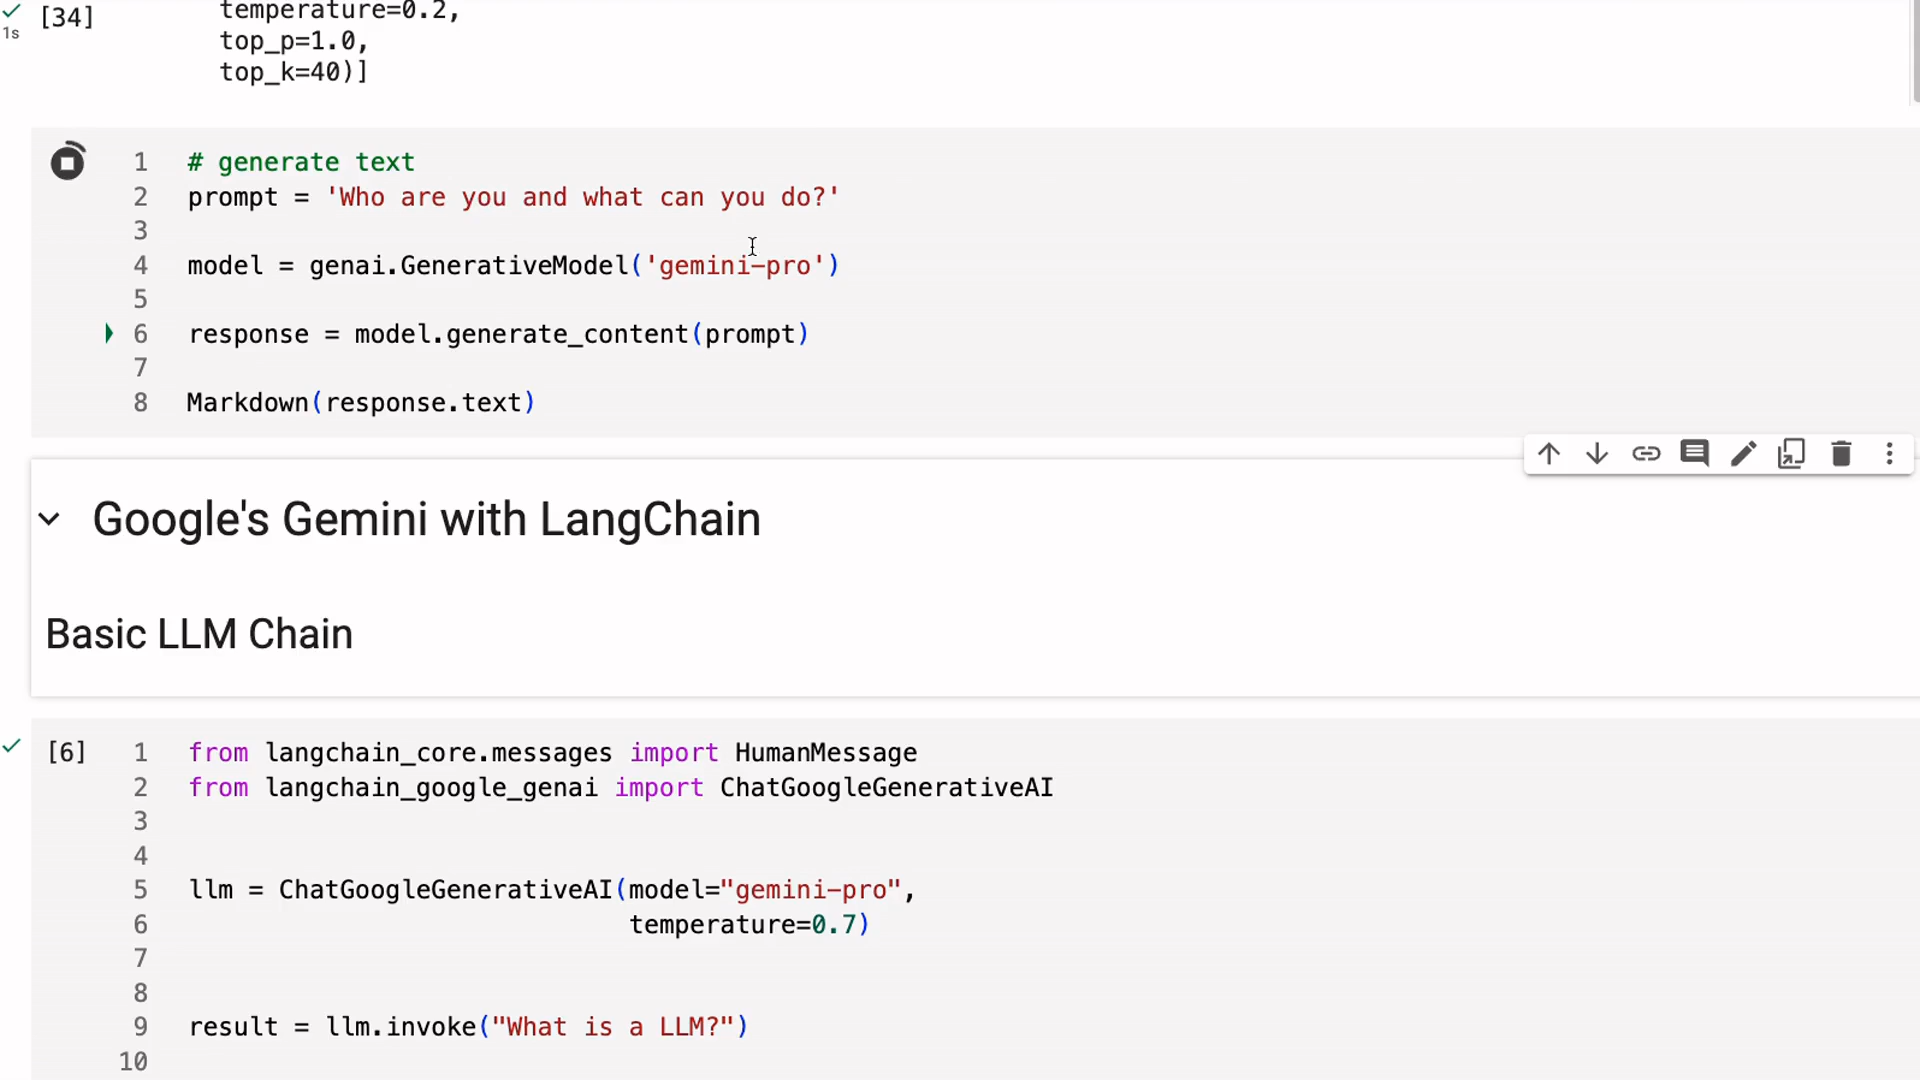 [34] temperature=0.2,
1s
top_p=1.0,
top_k=40)]
1 # generate text
2 prompt = 'Who are you and what can you do?'
3
4 model = genai.GenerativeModel('gemini-pro')
5
6 response = model.generate_content(prompt)
7
8 Markdown(response.text)
Google's Gemini with LangChain
Basic LLM Chain
[6] 1 from langchain_core.messages import HumanMessage
2 from langchain_google_genai import ChatGoogleGenerativeAI
3
4
5 llm = ChatGoogleGenerativeAI(model="gemini-pro",
6 temperature=0.7)
7
8
9 result = llm.invoke("What is a LLM?")
10